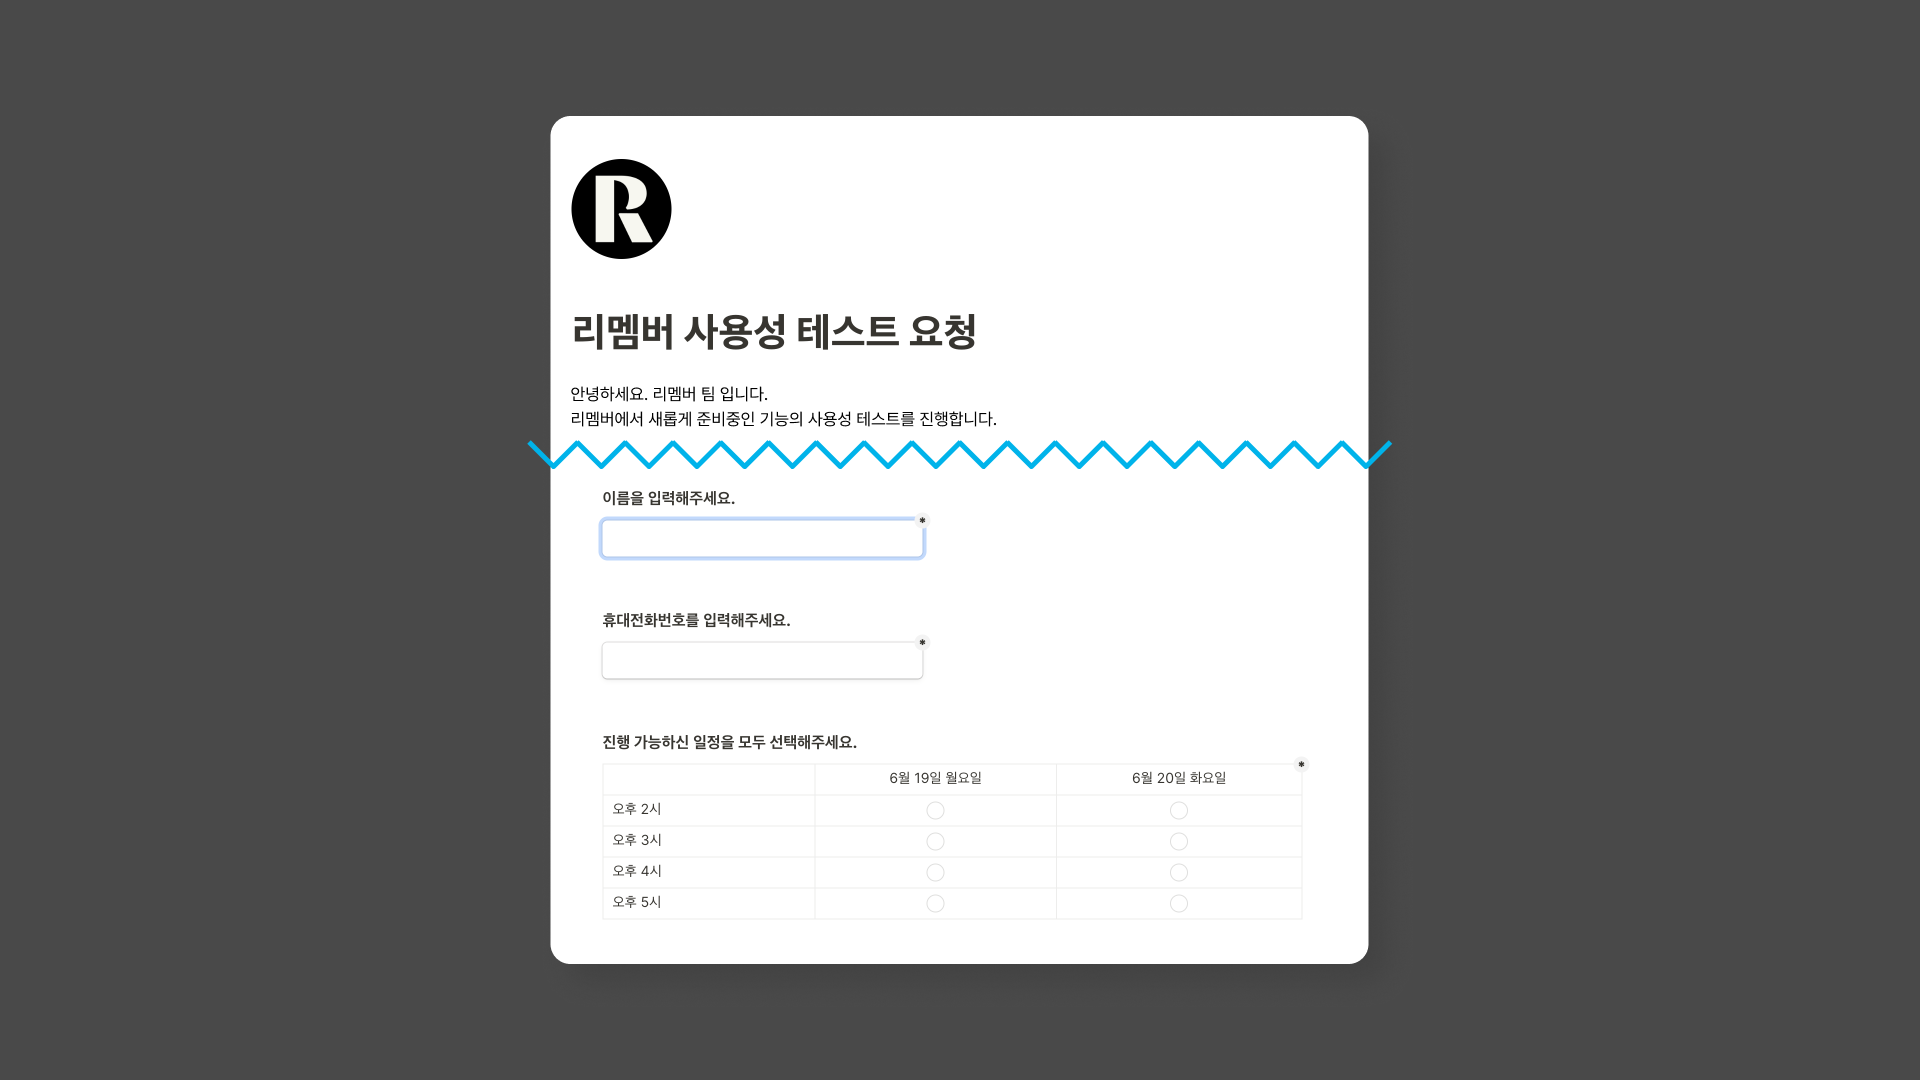 R
리멤버 사용성 테스트 요청
안녕하세요. 리멤버 팀 입니다.
리멤버에서 새롭게 준비중인 기능의 사용성 테스트를 진행합니다.
이름을 입력해주세요.
*
휴대전화번호를 입력해주세요.
*
진행 가능하신 일정을 모두 선택해주세요.
*
6월 19일 월요일 6월 20일 화요일
오후 2시
오후 3시
오후 4시
오후 5시